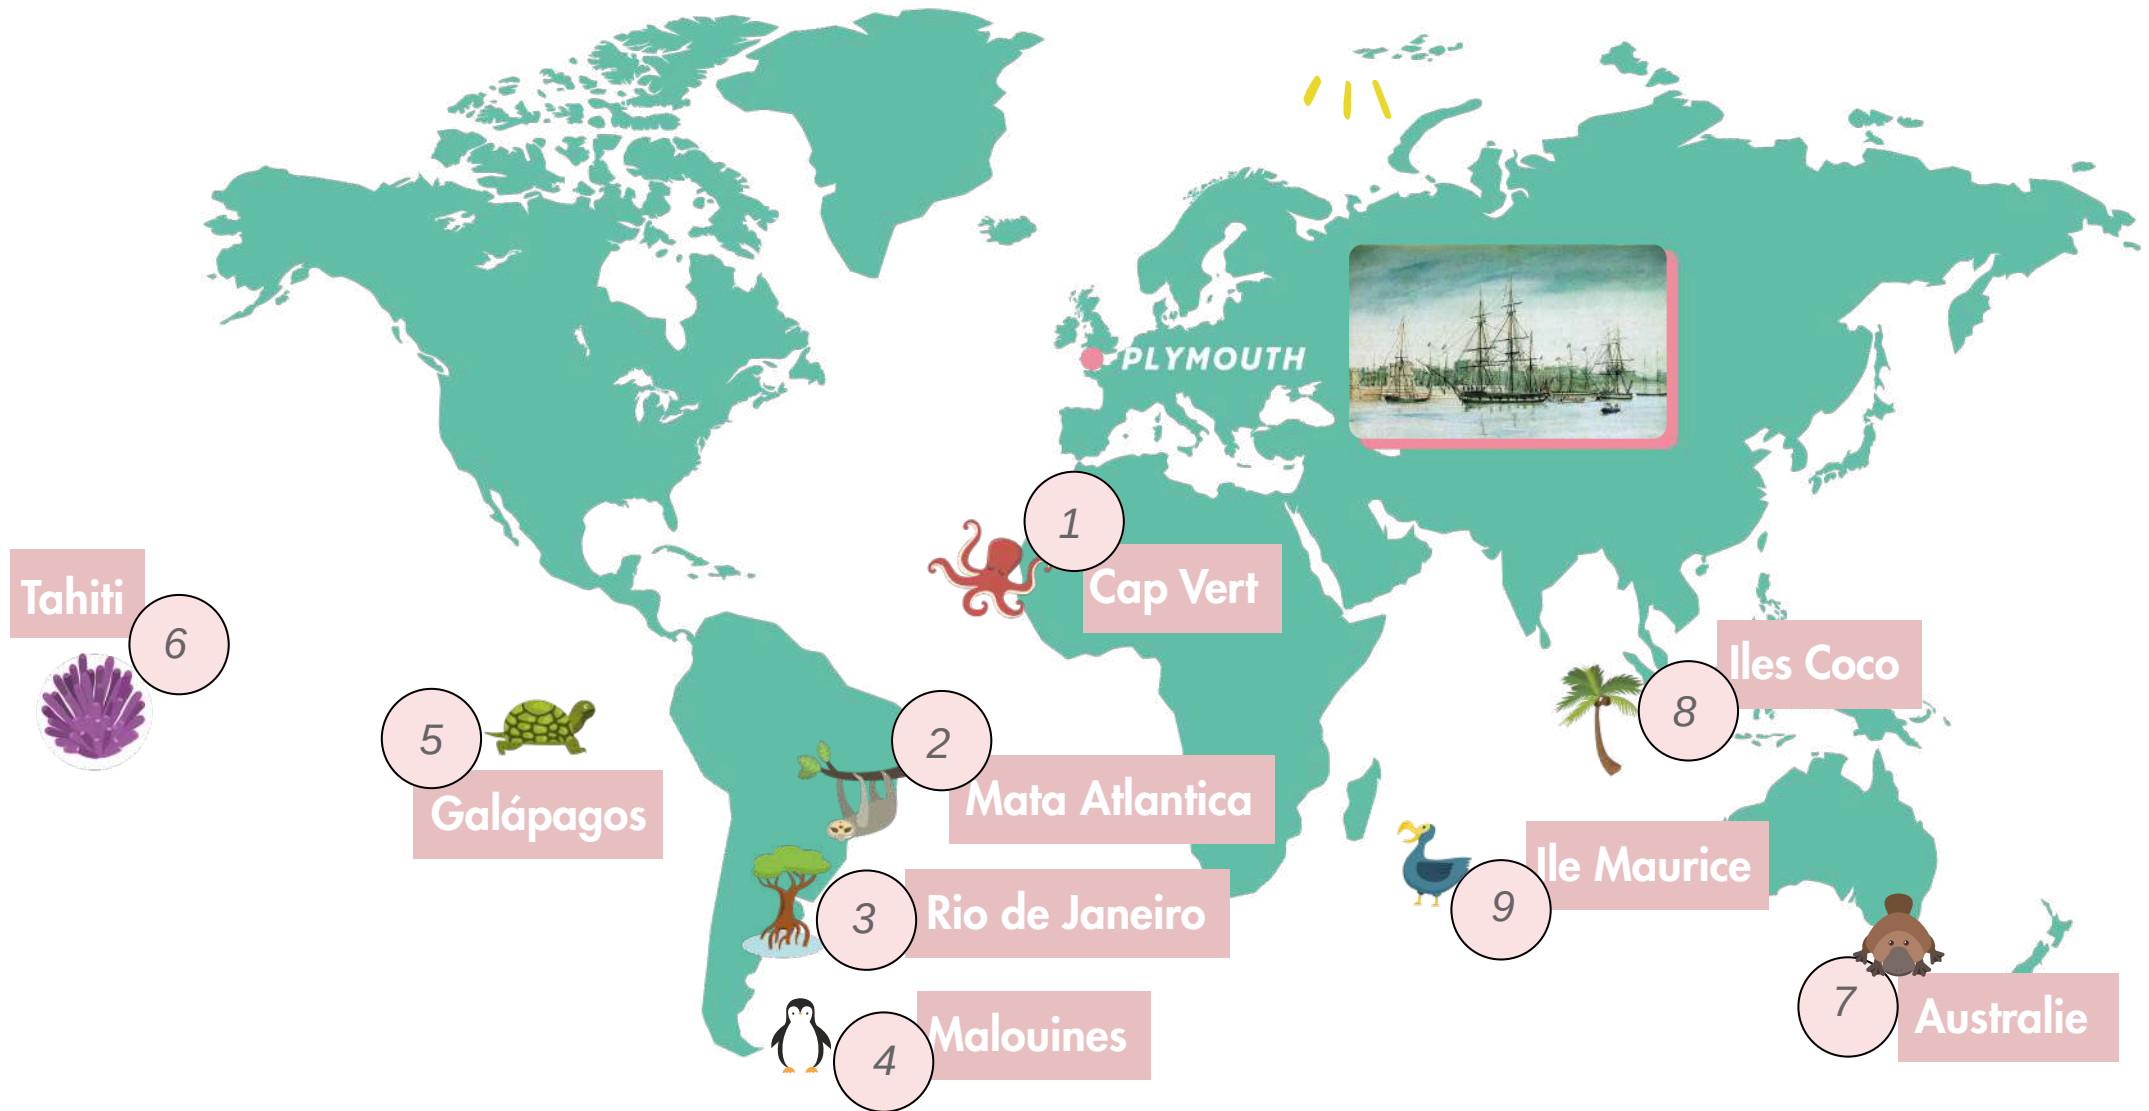 PLYMOUTH
1
Cap Vert
Tahiti
6
Iles Coco
8
5
Galápagos
2
Mata Atlantica
Ile Maurice
9
3
Rio de Janeiro
7
Australie
4
Malouines